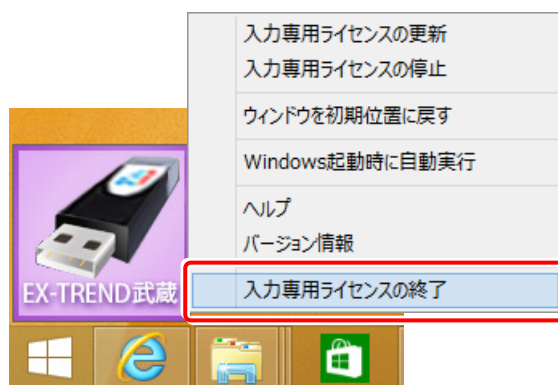 入力専用ライセンスの更新
入力専用ライセンスの停止
ウィンドウを初期位置に戻す
Windows起動時に自動実行
ヘルプ
バージョン情報
入力専用ライセンスの終了
EX-TREND武蔵